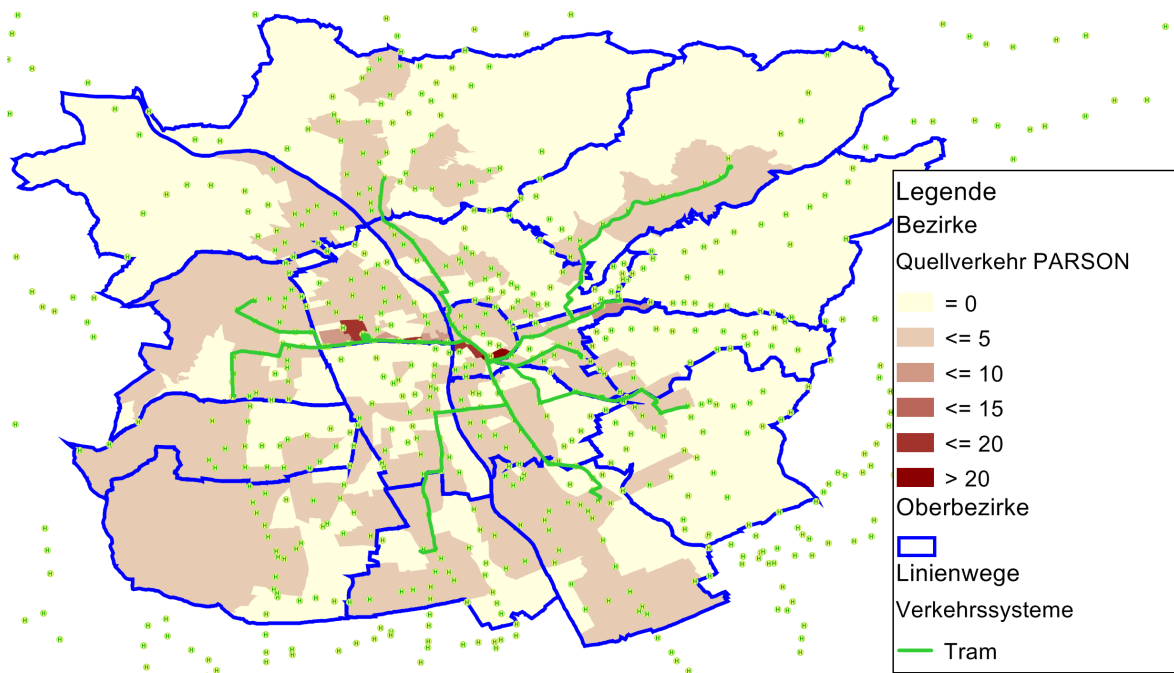 Legende
Bezirke
Quellverkehr PARSON
= 0
<= 5
<= 10
<= 15
<= 20
> 20
Oberbezirke
Linienwege
Verkehrssysteme
Tram